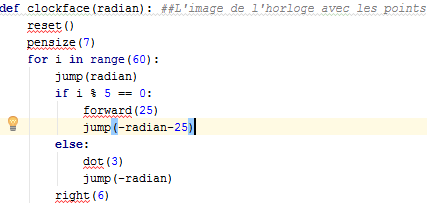 def clockface(radian): ##L'image de l'horloge avec les points
    reset()
    pensize(7)
    for i in range(60):
        jump(radian)
        if i % 5 == 0:
            forward(25)
            jump(-radian-25)
        else:
            dot(3)
            jump(-radian)
        right(6)